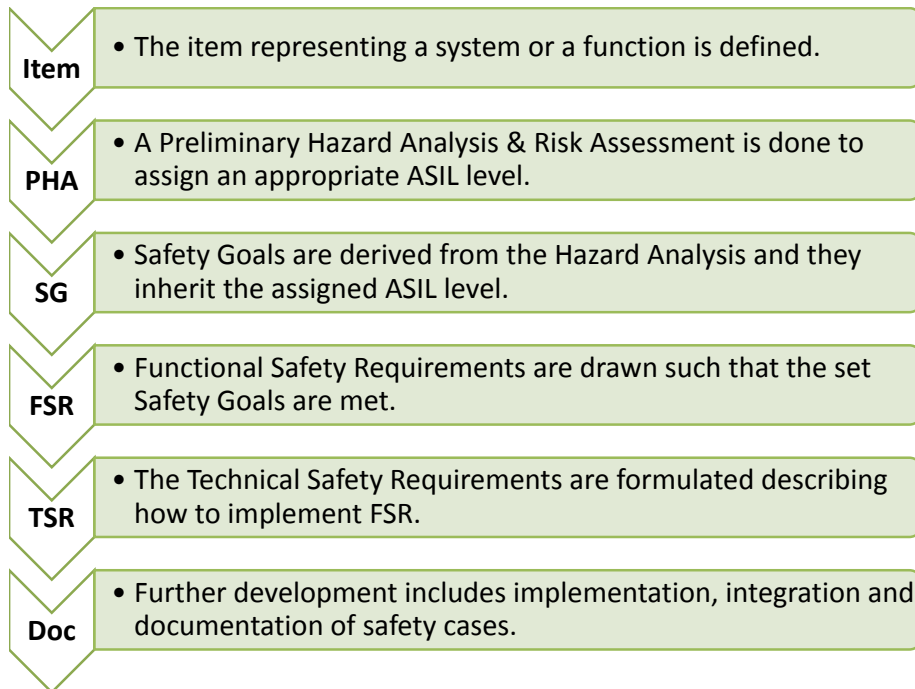 Item
• The item representing a system or a function is defined.
PHA
• A Preliminary Hazard Analysis & Risk Assessment is done to
assign an appropriate ASIL level.
SG
• Safety Goals are derived from the Hazard Analysis and they
inherit the assigned ASIL level.
FSR
• Functional Safety Requirements are drawn such that the set
Safety Goals are met.
TSR
• The Technical Safety Requirements are formulated describing
how to implement FSR.
Doc
• Further development includes implementation, integration and
documentation of safety cases.